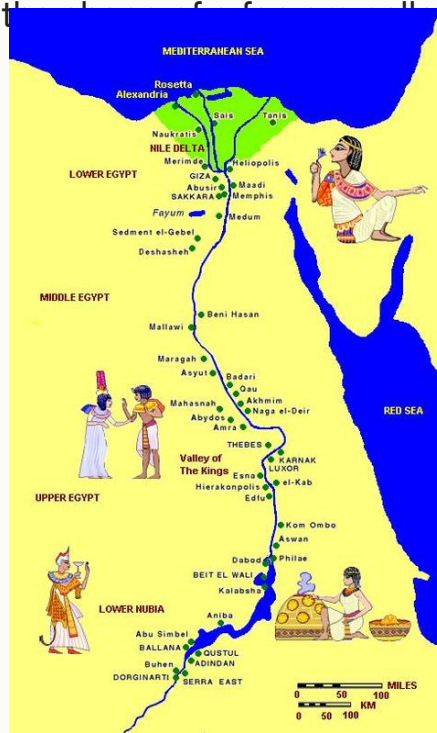 MEDITERRANEAN SEA
Rosetta
Alexandria
Sais
Tanis
Naukratis
NILE DELTA
Merimde
Heliopolis
LOWER EGYPT
GIZA
Abusir
Maadi
SAKKARA
Memphis
Fayum
Medum
Sedment el-Gebel
Deshasheh
MIDDLE EGYPT
Beni Hasan
Mallawi
Maragah
Asyut
Badari
Qau
Mahasnah
Akhmim
Naga el-Deir
Abydos
Amra
RED SEA
THEBES
KARNAK
Valley of
The Kings
LUXOR
Esna
el-Kab
Hierakonpolis
Edfu
UPPER EGYPT
Kom Ombo
Aswan
Dabod
Philae
BEIT EL WALI
Kalabsha
LOWER NUBIA
Aniba
Abu Simbel
BALLANA
QUSTUL
ADINDAN
Buhen
DORGINARTI
SERRA EAST
MILES
0 50 100
KM
0 50 100